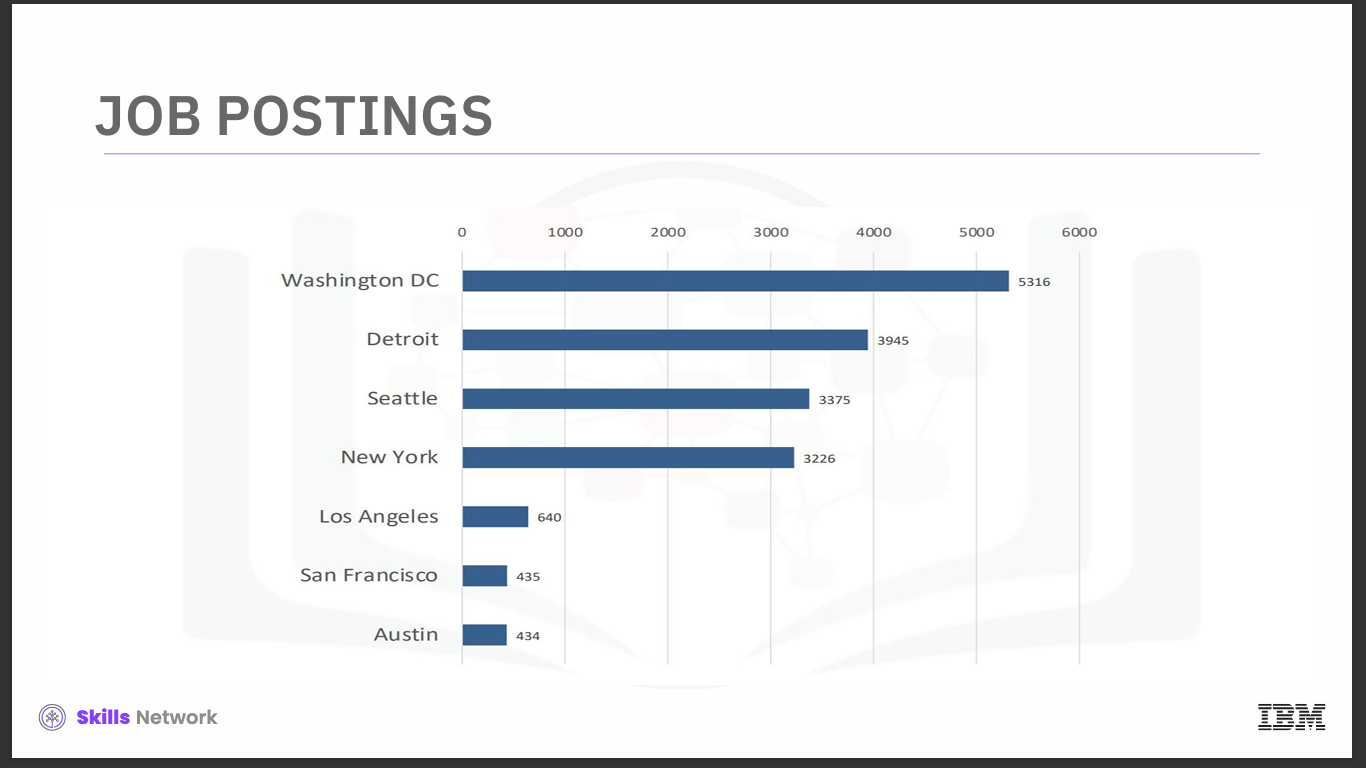 JOB POSTINGS
0 1000 2000 3000 4000 5000 6000
Washington DC 5316
Detroit 3945
Seattle 3375
New York 3226
Los Angeles 640
San Francisco 435
Austin 434
Skills Network
IBM